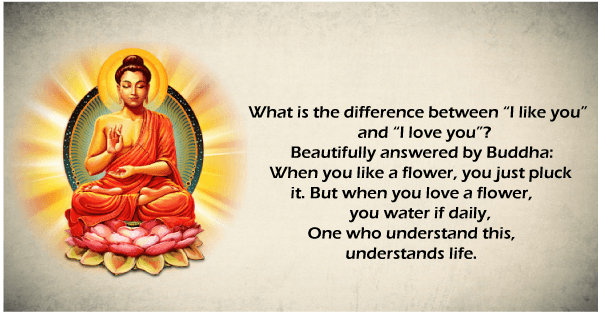 What is the difference between “I like you”
and “I love you”?
Beautifully answered by Buddha:
When you like a flower, you just pluck
it. But when you love a flower,
you water if daily,
One who understand this,
understands life.